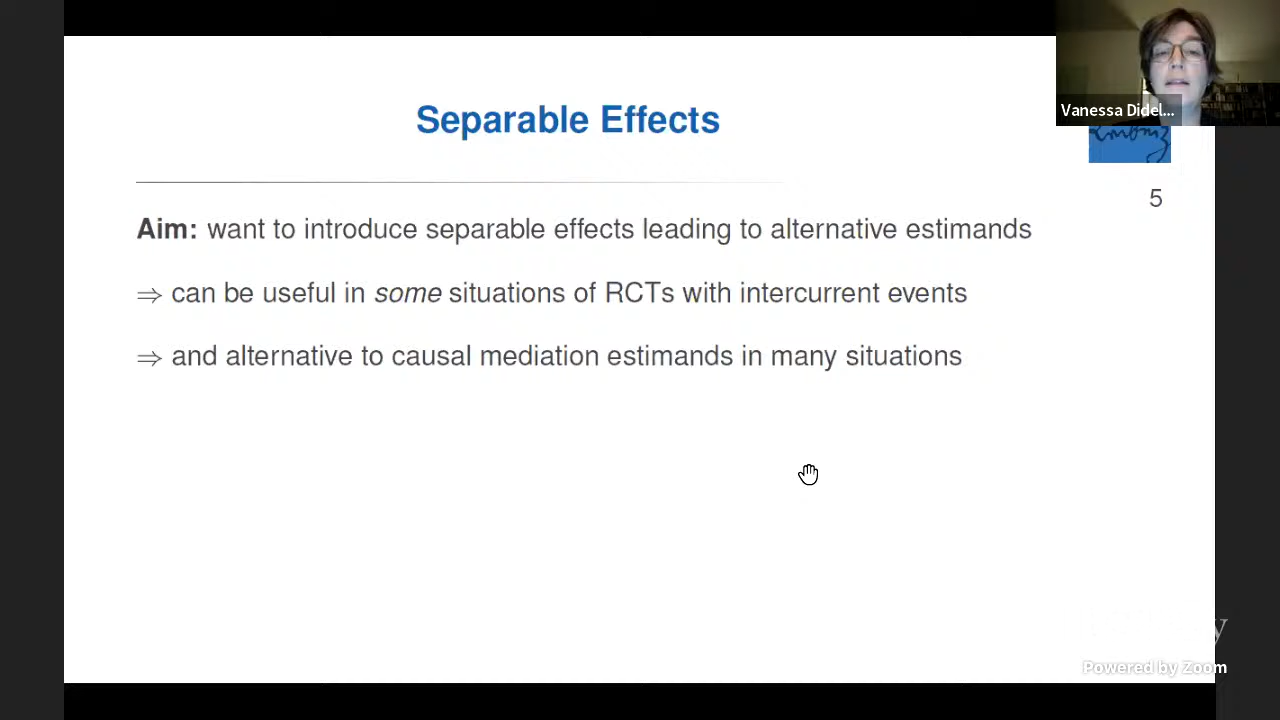 Separable Effects
Vanessa Didel...
5
Aim: want to introduce separable effects leading to alternative estimands
⇒ can be useful in some situations of RCTs with intercurrent events
⇒ and alternative to causal mediation estimands in many situations
Powered by Zoom